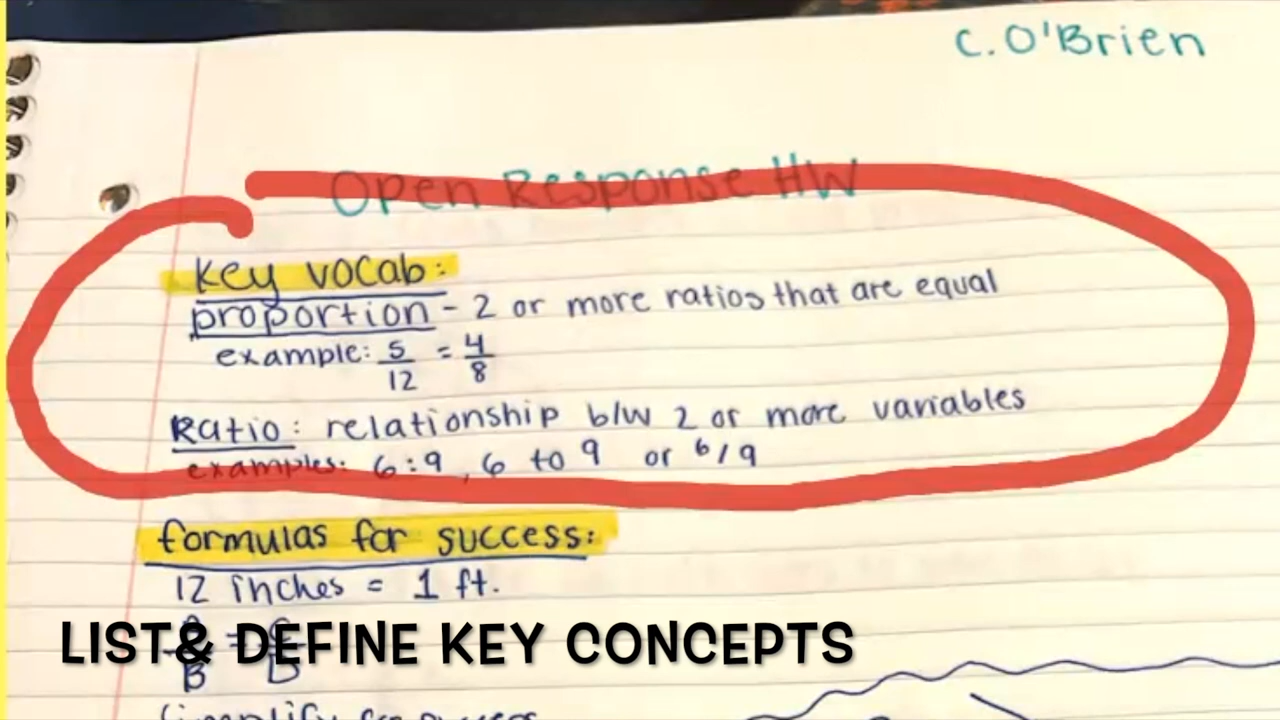 C. O'Brien
Open Response HW
Key vocab:
proportion - 2 or more ratios that are equal
example: 5/12 = 4/8
Ratio: relationship b/w 2 or more variables
examples: 6:9, 6 to 9 or 6/9
formulas for success:
12 inches = 1 ft.
LIST& DEFINE KEY CONCEPTS
B D
Simplify